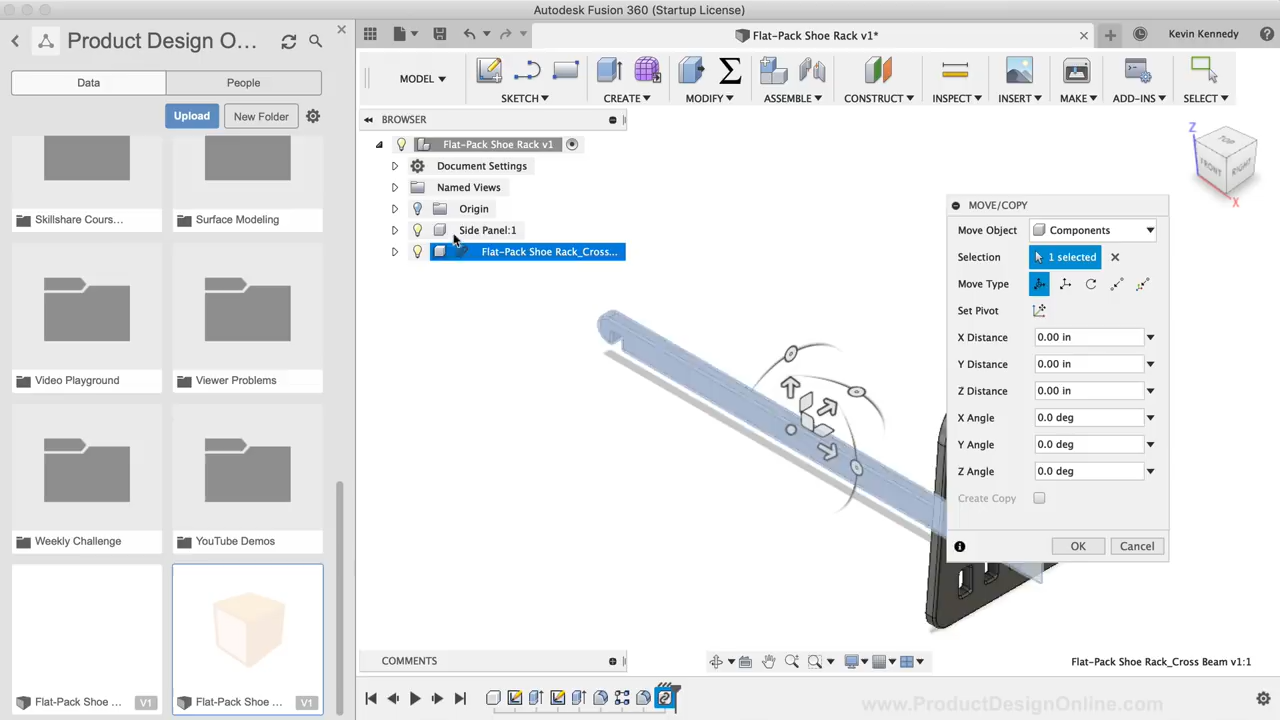 Autodesk Fusion 360 (Startup License)
Product Design O...
Data
People
Upload
New Folder
Skillshare Cours...
Surface Modeling
Video Playground
Viewer Problems
Weekly Challenge
YouTube Demos
Flat-Pack Shoe ...
V1
Flat-Pack Shoe ...
V1
Flat-Pack Shoe Rack v1*
Kevin Kennedy
MODEL
SKETCH
CREATE
MODIFY
ASSEMBLE
CONSTRUCT
INSPECT
INSERT
MAKE
ADD-INS
SELECT
BROWSER
Flat-Pack Shoe Rack v1
Document Settings
Named Views
Origin
Side Panel:1
Flat-Pack Shoe Rack_Cross...
Z
TOP
FRONT
RIGHT
X
MOVE/COPY
Move Object
Components
Selection
1 selected
Move Type
Set Pivot
X Distance
0.00 in
Y Distance
0.00 in
Z Distance
0.00 in
X Angle
0.0 deg
Y Angle
0.0 deg
Z Angle
0.0 deg
Create Copy
OK
Cancel
COMMENTS
Flat-Pack Shoe Rack_Cross Beam v1:1
www.ProductDesignOnline.com